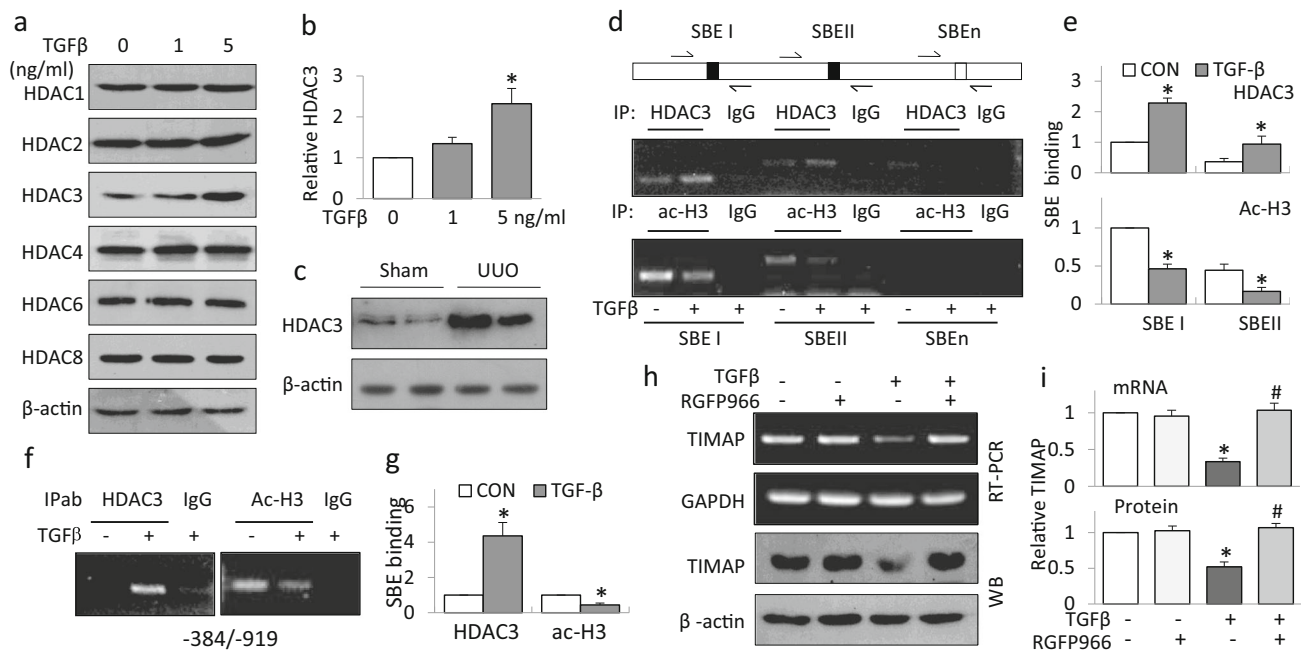 a
TGFβ 0 1 5
(ng/ml)
HDAC1
HDAC2
HDAC3
HDAC4
HDAC6
HDAC8
β-actin
b
Relative HDAC3
3
2
1
0
*
TGFβ 0 1 5 ng/ml
c
Sham UUO
HDAC3
β-actin
d
SBE I SBEII SBEn
IP: HDAC3 IgG HDAC3 IgG HDAC3 IgG
IP: ac-H3 IgG ac-H3 IgG ac-H3 IgG
TGFβ - + + - + + - + +
SBE I SBEII SBEn
e
CON TGF-β
HDAC3
SBE binding
3
2
1
0
* *
Ac-H3
1
0.5
0
* *
SBE I SBEII
f
IPab HDAC3 IgG Ac-H3 IgG
TGFβ - + + - + +
-384/-919
g
CON TGF-β
SBE binding
6
4
2
0
* *
HDAC3 ac-H3
h
TGFβ - - + +
RGFP966 - + - +
TIMAP
GAPDH
RT-PCR
TIMAP
β -actin
WB
i
mRNA
Relative TIMAP
1
0.5
0
* #
Protein
1
0.5
0
* #
TGFβ - - + +
RGFP966 - + - +